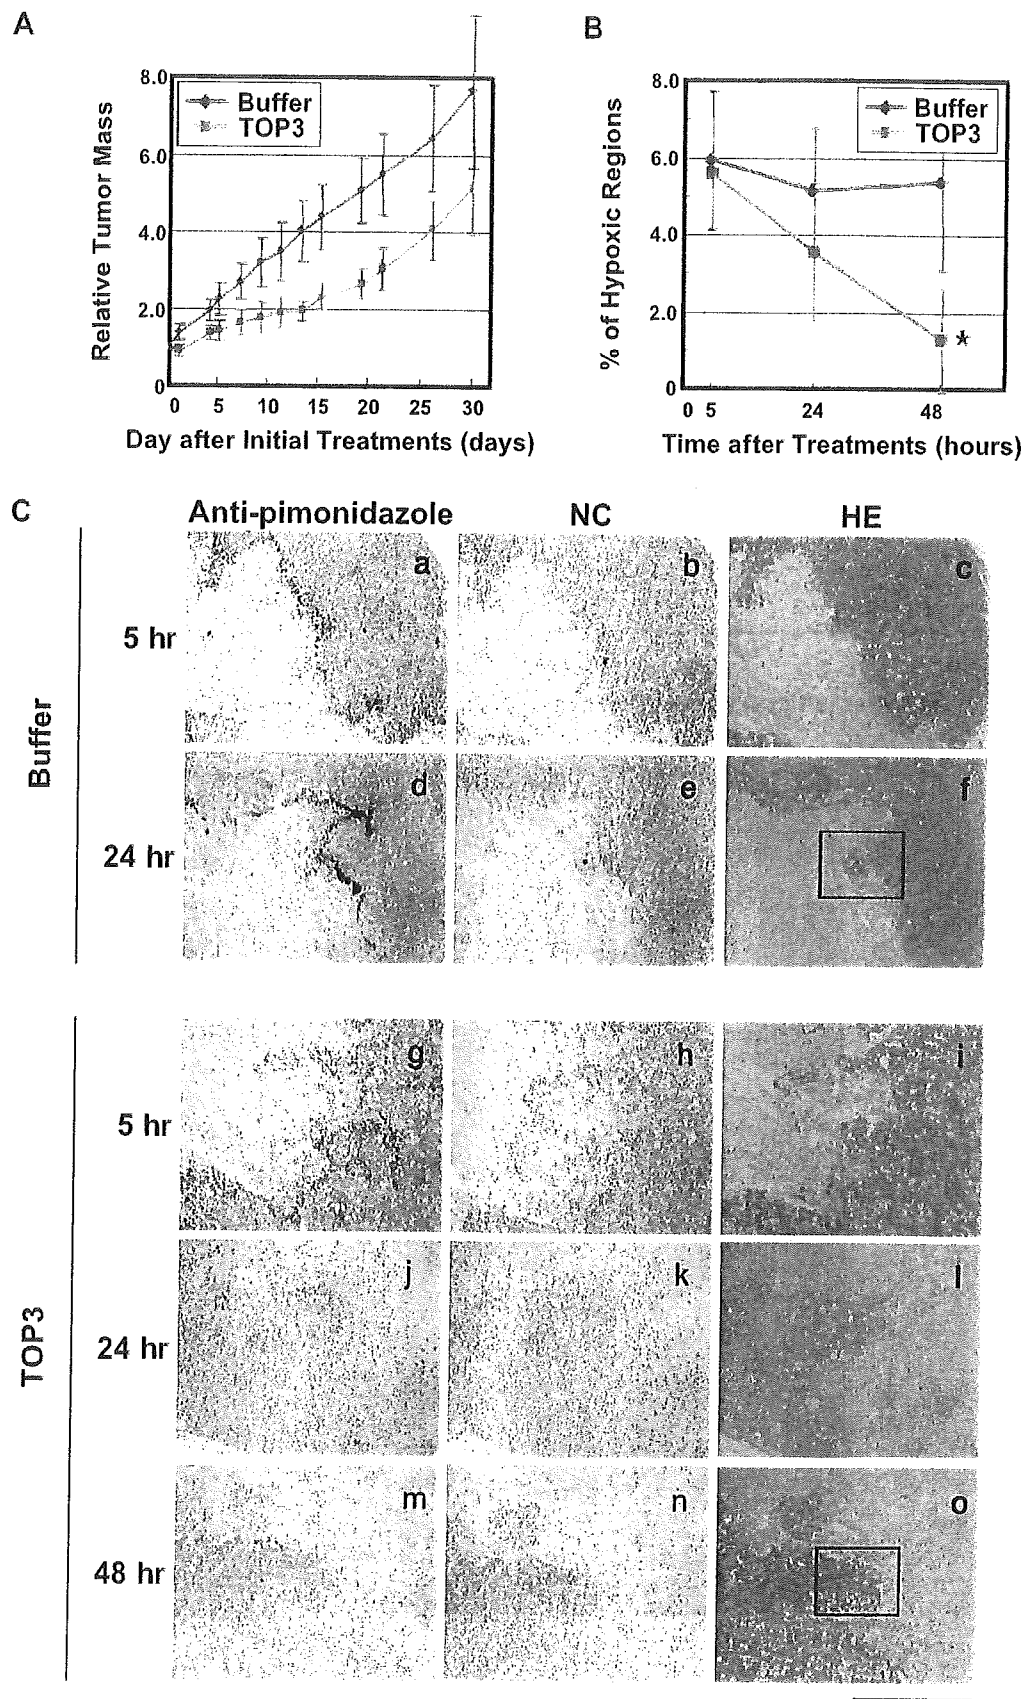 A
Relative Tumor Mass
8.0
6.0
4.0
2.0
0
Buffer
TOP3
0 5 10 15 20 25 30
Day after Initial Treatments (days)
B
% of Hypoxic Regions
8.0
6.0
4.0
2.0
0
Buffer
TOP3
*
0 5 24 48
Time after Treatments (hours)
C
Anti-pimonidazole NC HE
Buffer
5 hr
a b c
24 hr
d e f
TOP3
5 hr
g h i
24 hr
j k l
48 hr
m n o